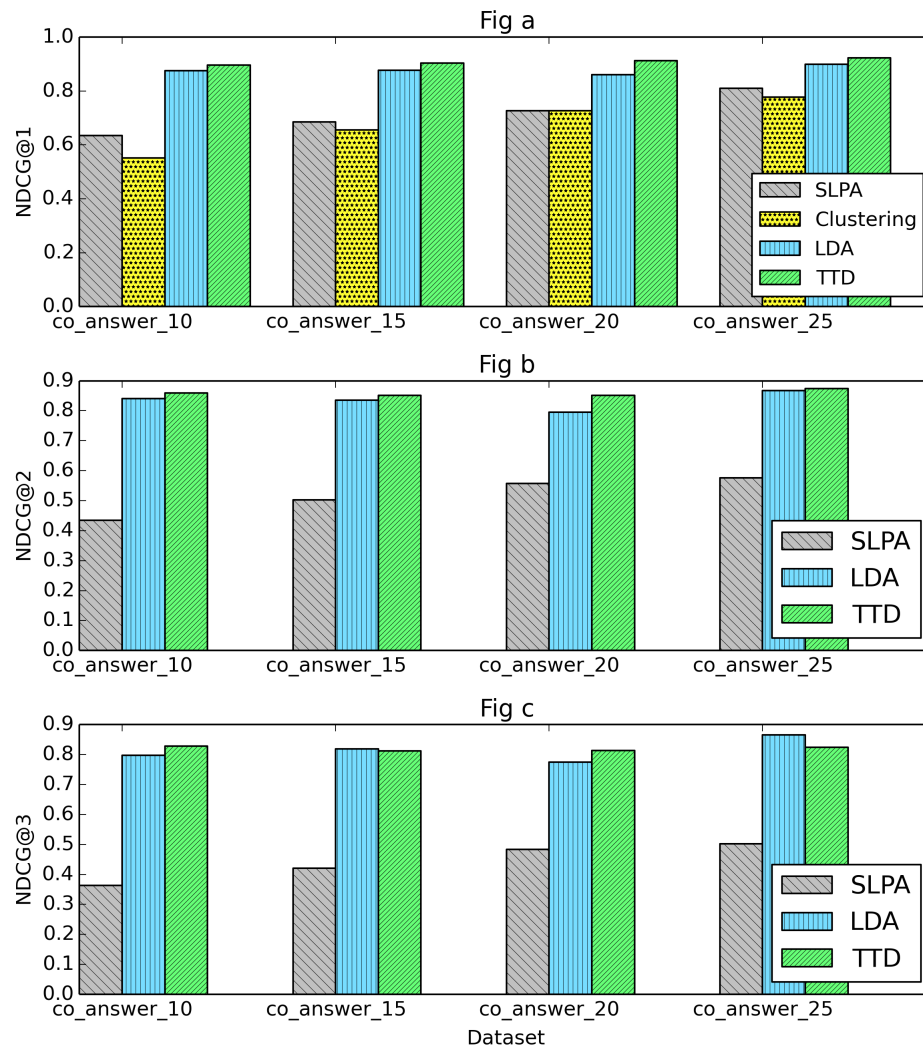 Fig a
1.0
0.8
0.6
0.4
0.2
0.0
NDCG@1
SLPA
Clustering
LDA
TTD
co_answer_10 co_answer_15 co_answer_20 co_answer_25
Fig b
0.9
0.8
0.7
0.6
0.5
0.4
0.3
0.2
0.1
0.0
NDCG@2
SLPA
LDA
TTD
co_answer_10 co_answer_15 co_answer_20 co_answer_25
Fig c
0.9
0.8
0.7
0.6
0.5
0.4
0.3
0.2
0.1
0.0
NDCG@3
SLPA
LDA
TTD
co_answer_10 co_answer_15 co_answer_20 co_answer_25
Dataset